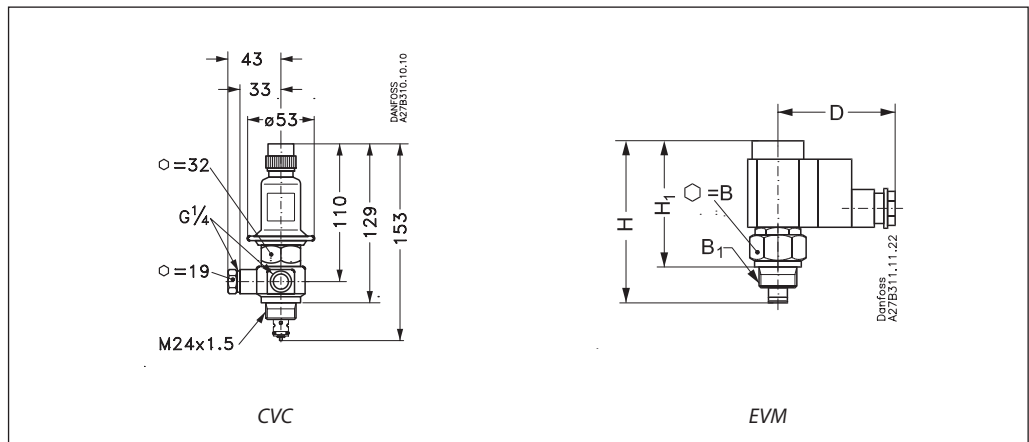 43
33
ø53
DANFOSS
A27B310.10.10
⬡=32
G1/4
⬡=19
M24x1.5
110
129
153
CVC
D
H
H1
⬡=B
B1
Danfoss
A27B311.11.22
EVM